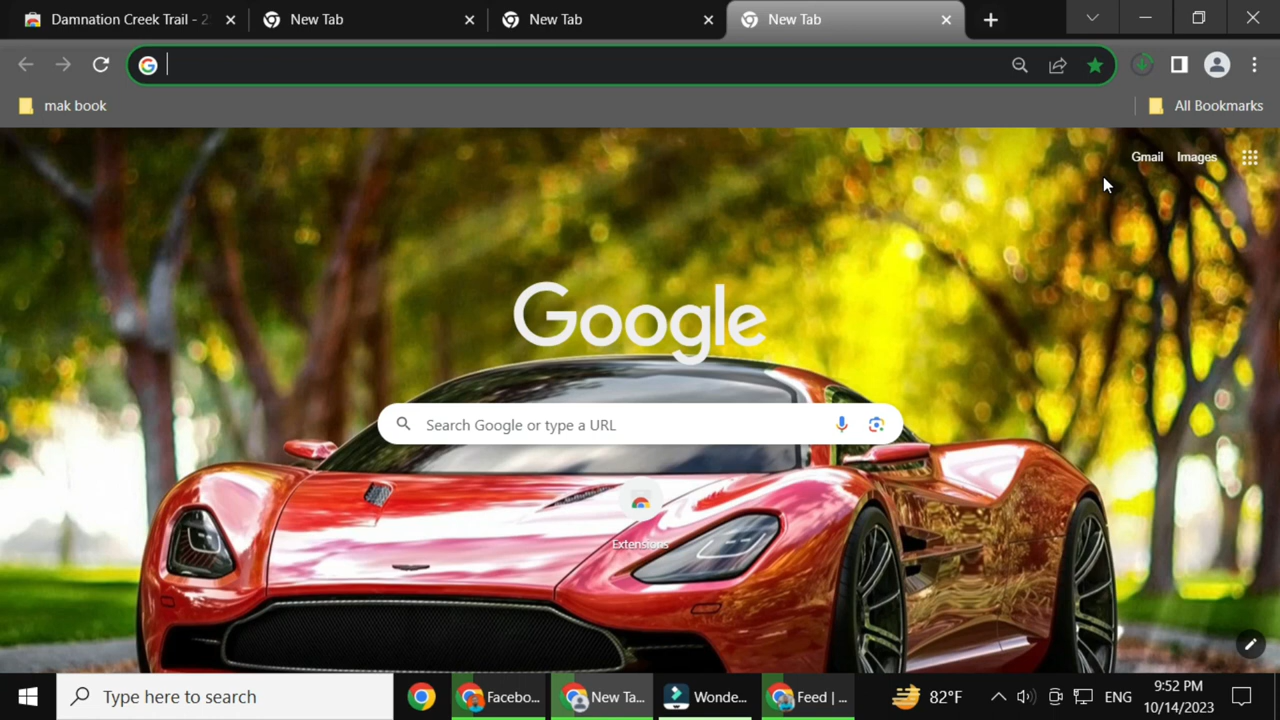 Damnation Creek Trail - 2
New Tab
New Tab
New Tab
mak book
All Bookmarks
Gmail
Images
Google
Search Google or type a URL
Extensions
Type here to search
Facebo...
New Ta...
Wonde...
Feed | ...
82°F
ENG
9:52 PM
10/14/2023